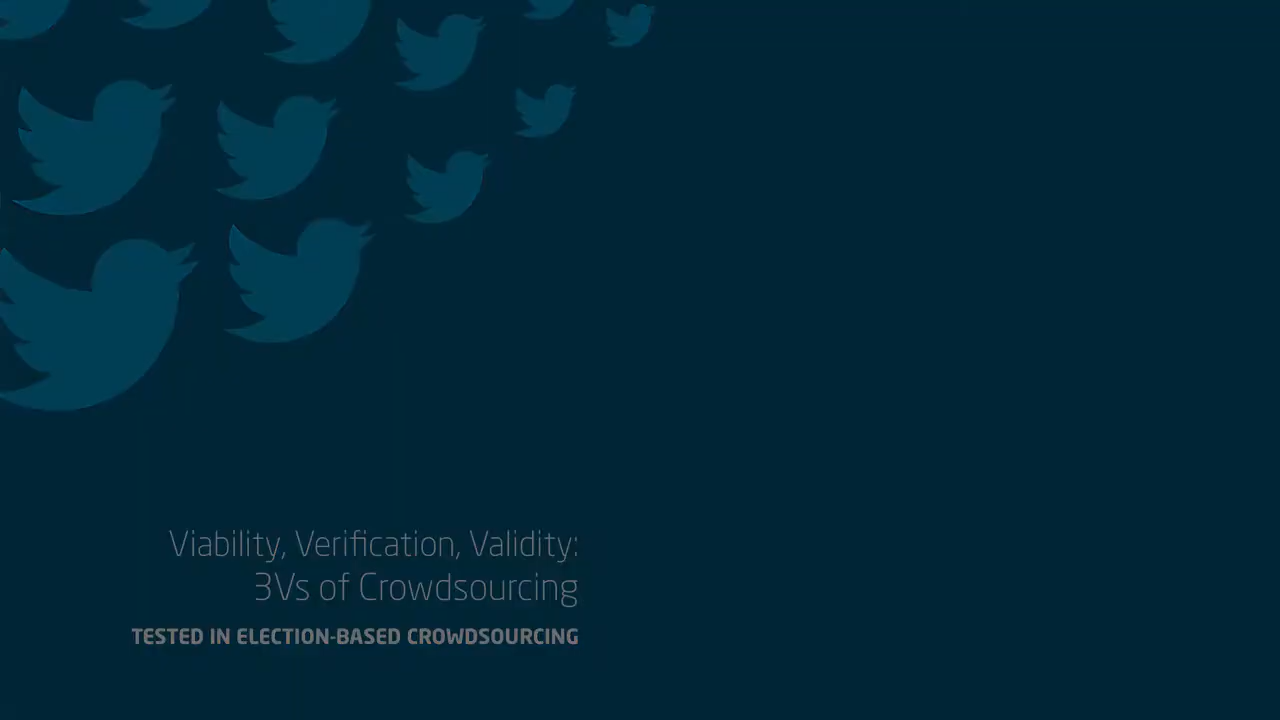 Viability, Verification, Validity:
3Vs of Crowdsourcing
TESTED IN ELECTION-BASED CROWDSOURCING